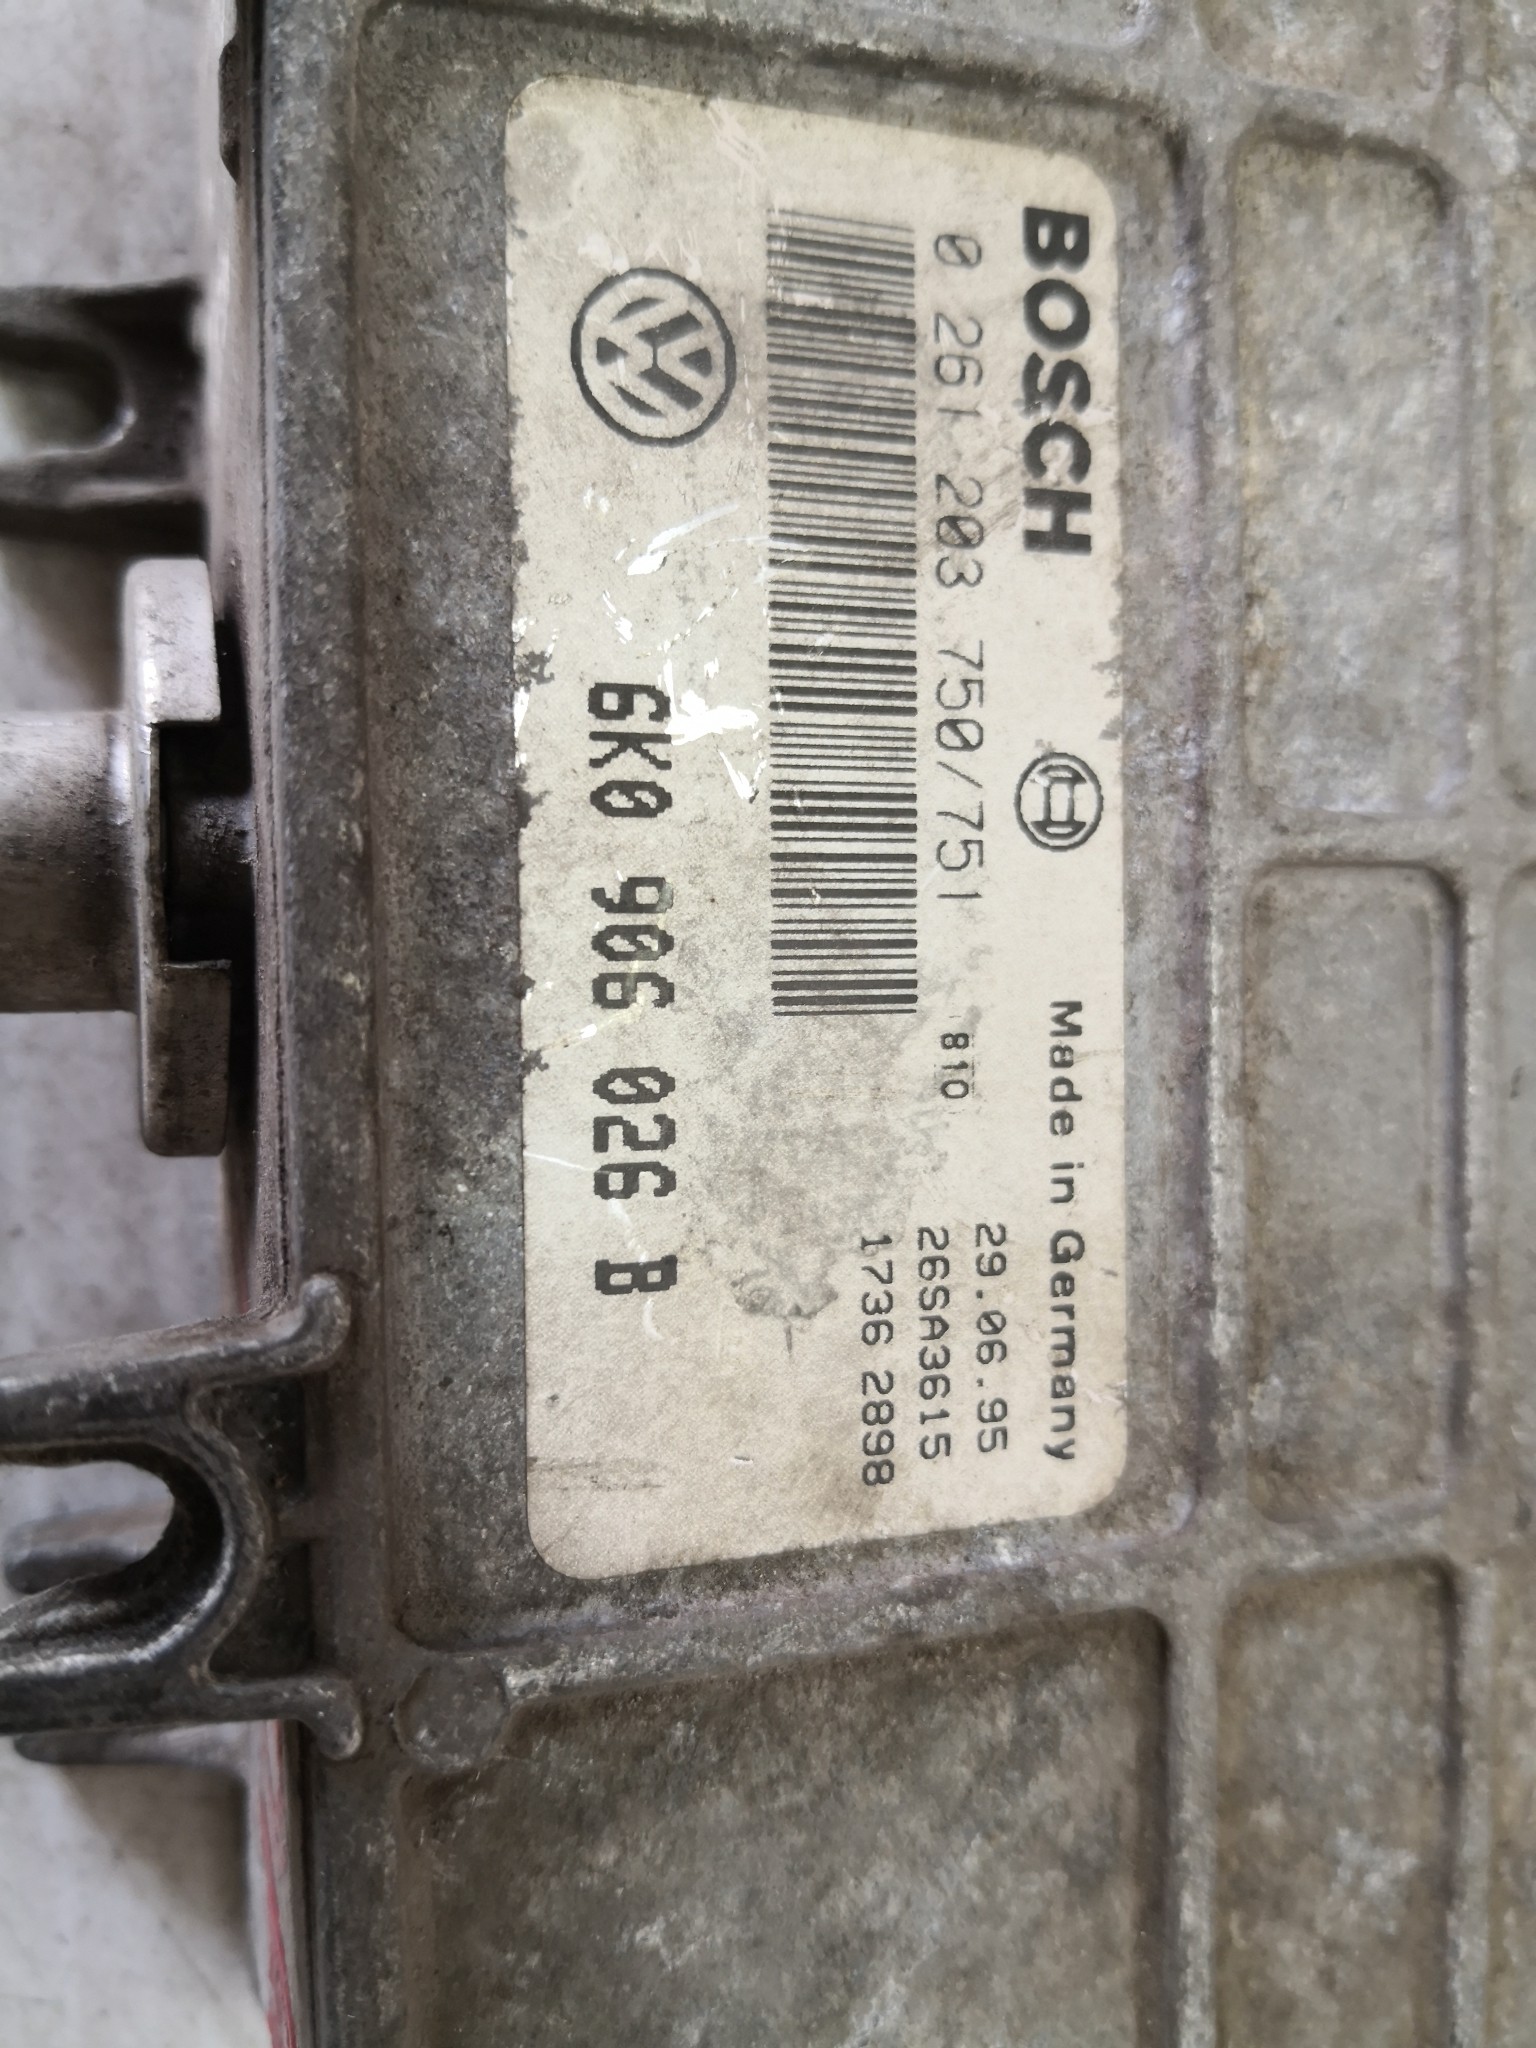 BOSCH
Made in Germany
0 261 203 750/751
29.06.95
810
26SA3615
1736 2898
6K0 906 026 B